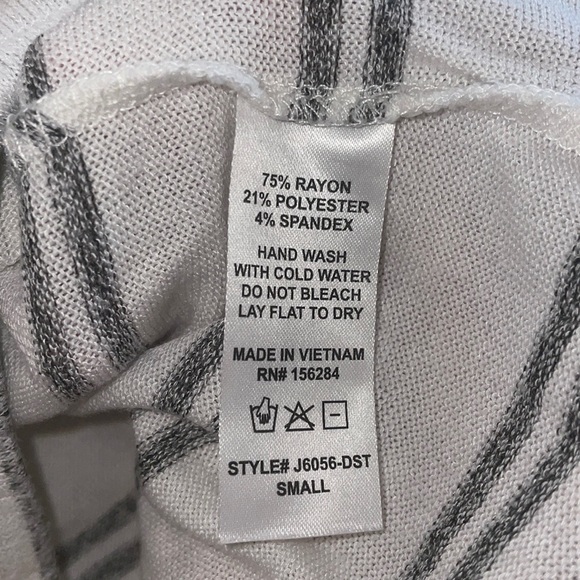 75% RAYON
21% POLYESTER
4% SPANDEX
HAND WASH
WITH COLD WATER
DO NOT BLEACH
LAY FLAT TO DRY
MADE IN VIETNAM
RN# 156284
STYLE# J6056-DST
SMALL